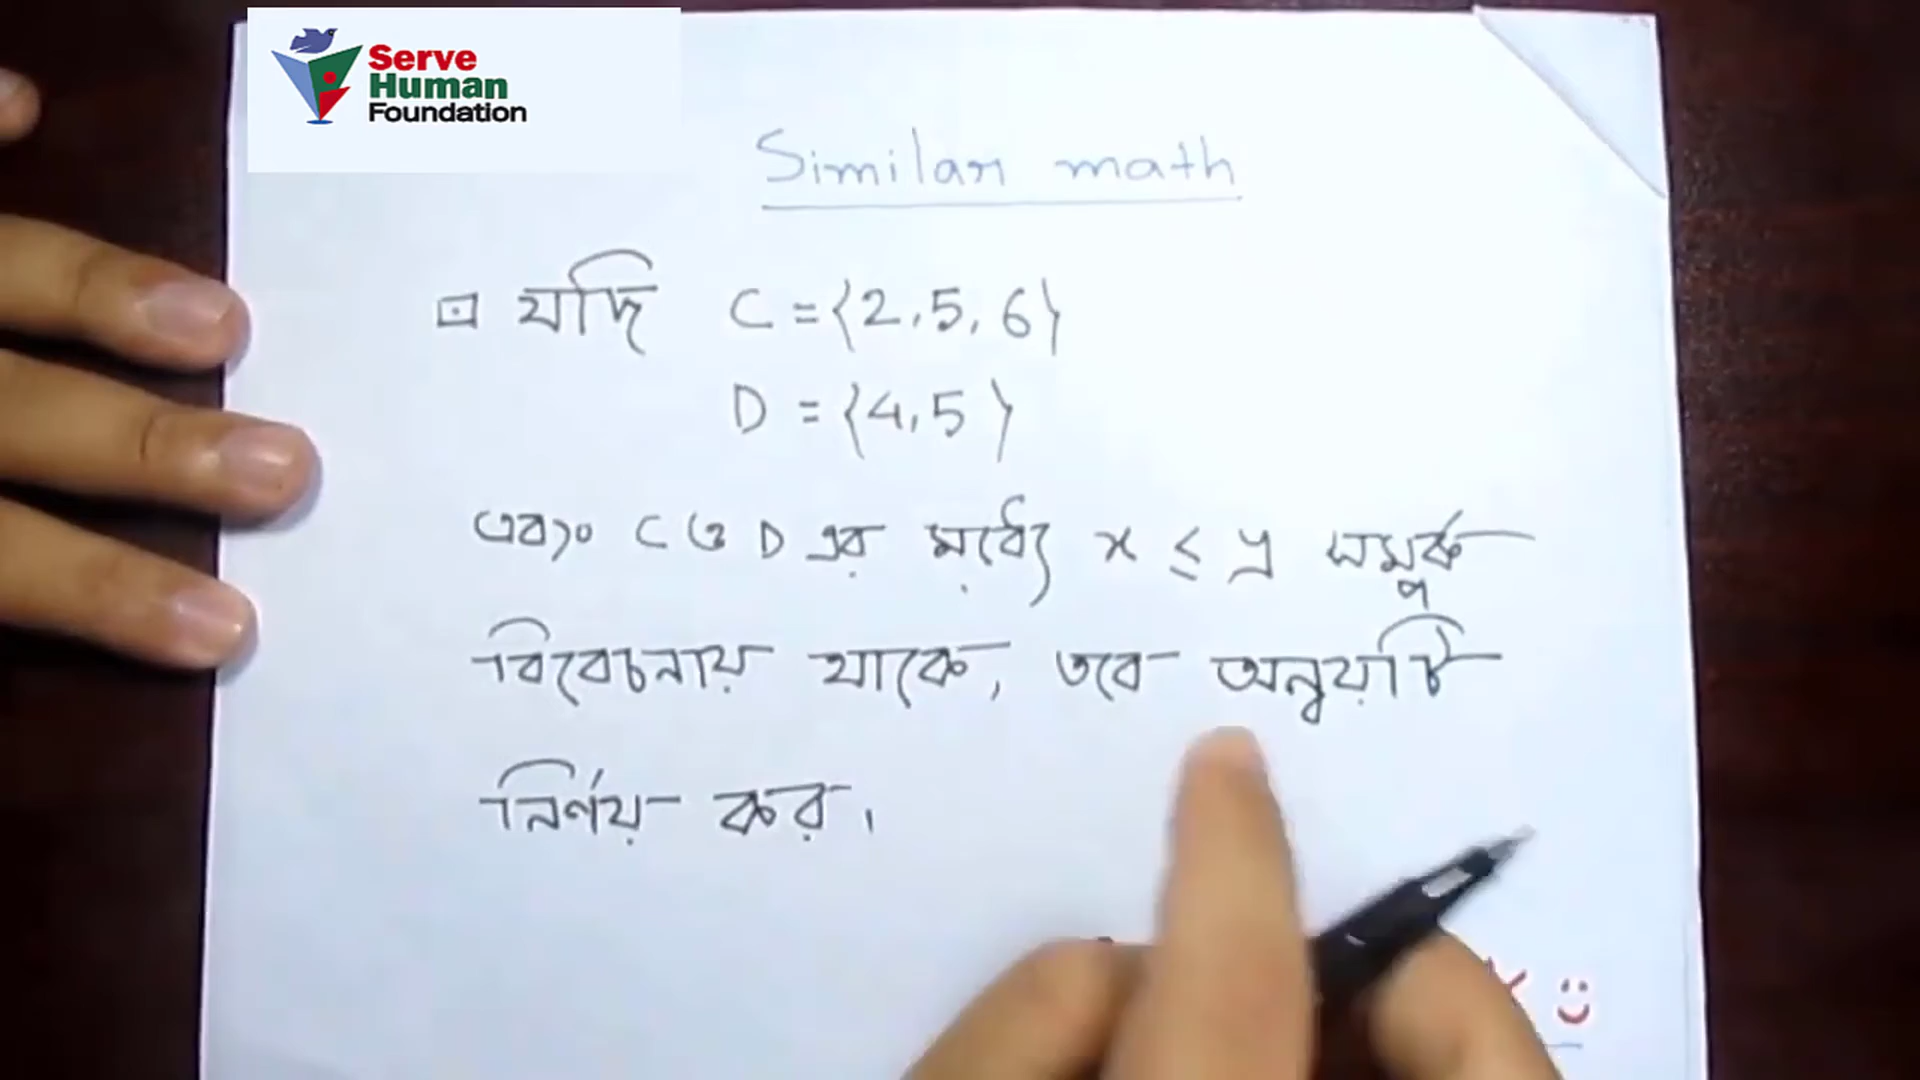 Serve
Human
Foundation
Similar math
যদি C = {2, 5, 6}
D = {4, 5 }
এবং C ও D এর মধ্যে x ≤ y সম্পর্ক
বিবেচনায় থাকে, তবে অন্বয়টি
নির্ণয় কর।